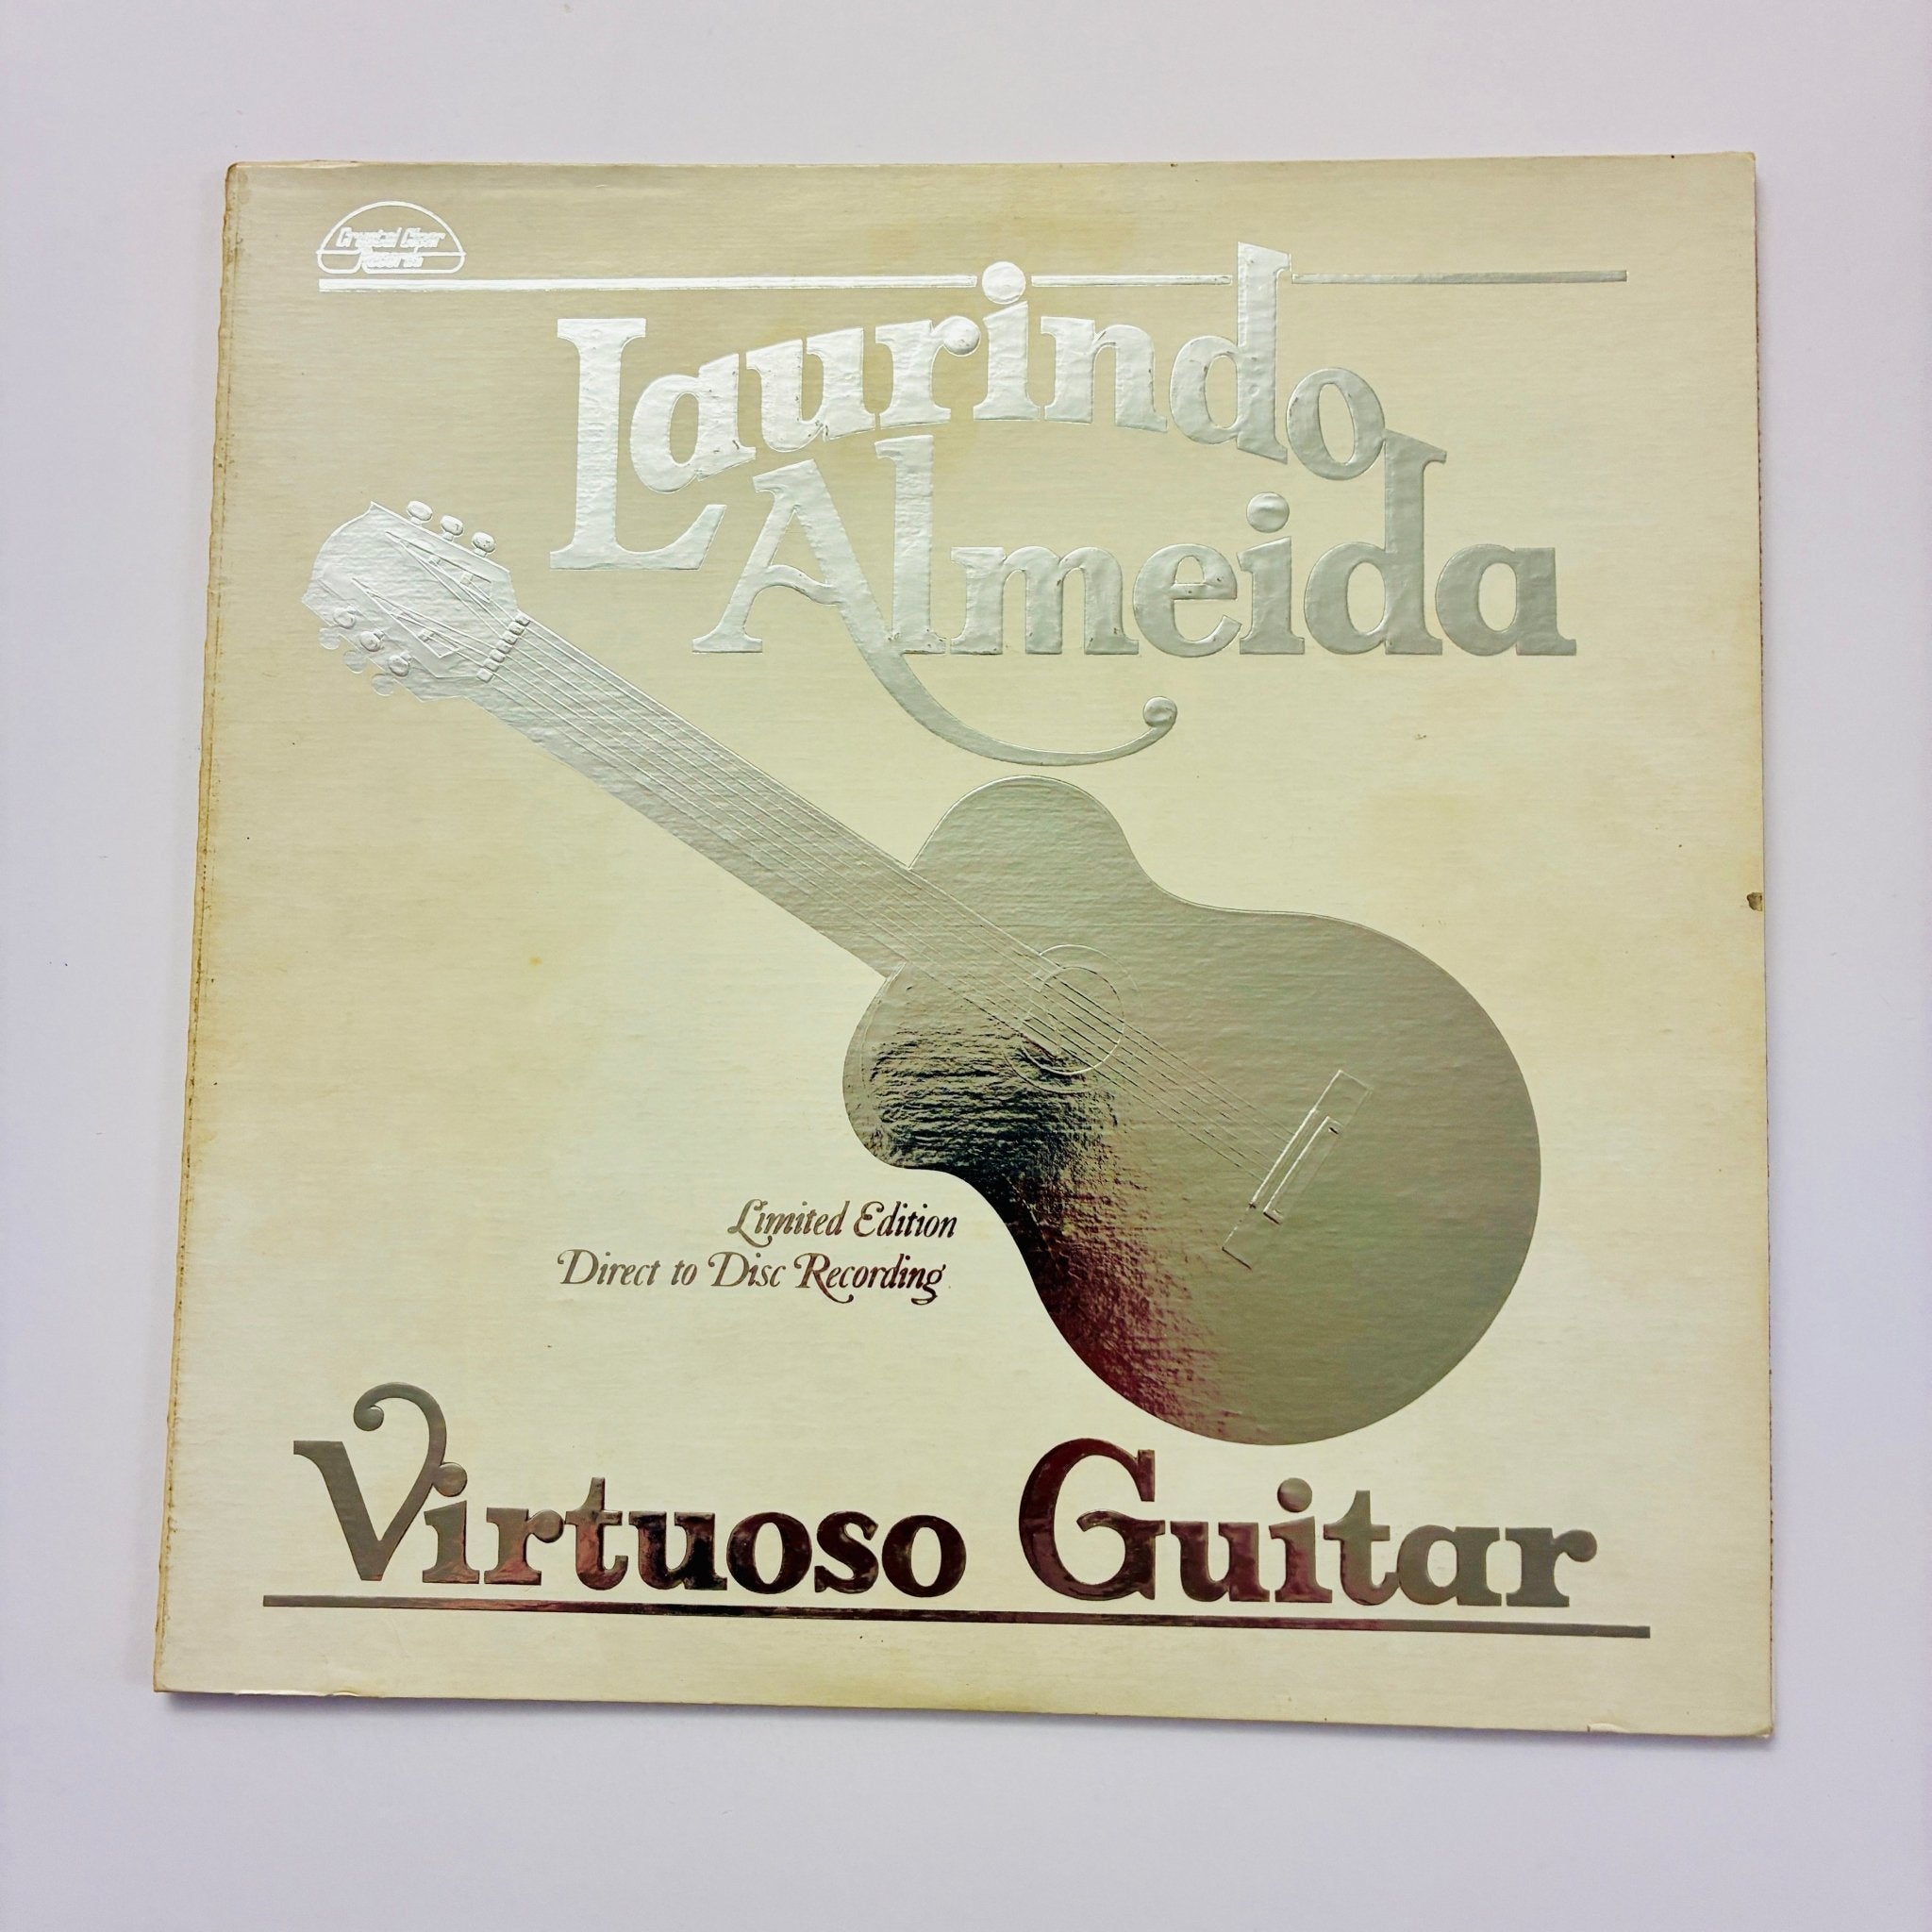 Crystal Clear
Records
Laurindo
Almeida
Limited Edition
Direct to Disc Recording
Virtuoso Guitar